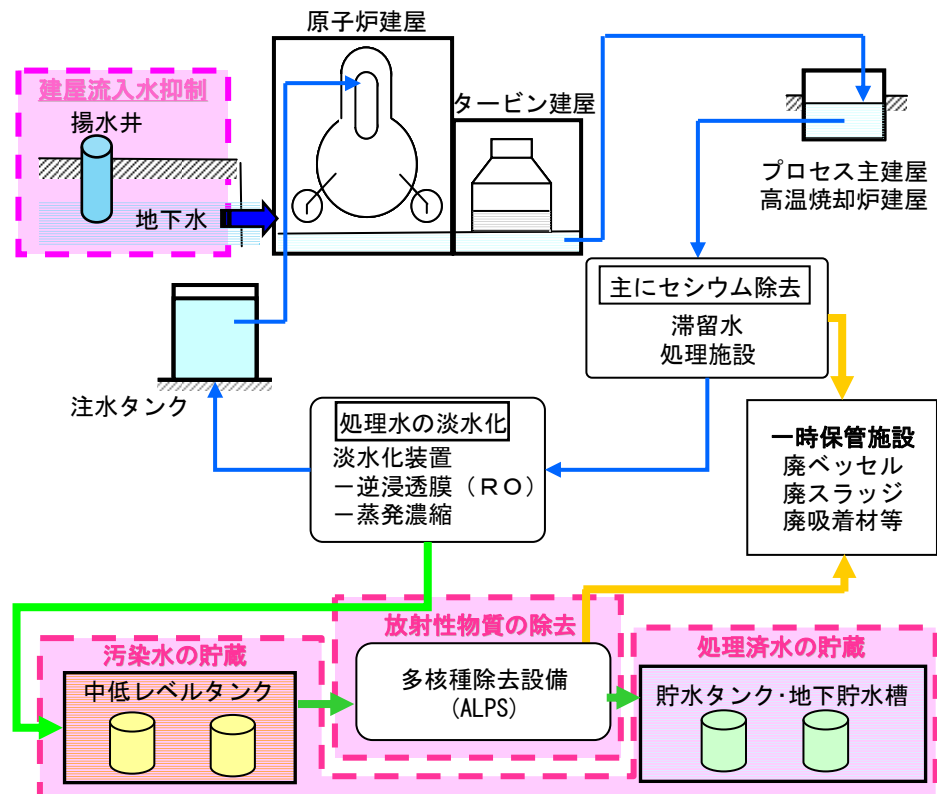 原子炉建屋
建屋流入水抑制
揚水井
地下水
タービン建屋
プロセス主建屋
高温焼却炉建屋
主にセシウム除去
滞留水
処理施設
注水タンク
処理水の淡水化
淡水化装置
－逆浸透膜（ＲＯ）
－蒸発濃縮
一時保管施設
廃ベッセル
廃スラッジ
廃吸着材等
汚染水の貯蔵
中低レベルタンク
放射性物質の除去
多核種除去設備
(ALPS)
処理済水の貯蔵
貯水タンク･地下貯水槽